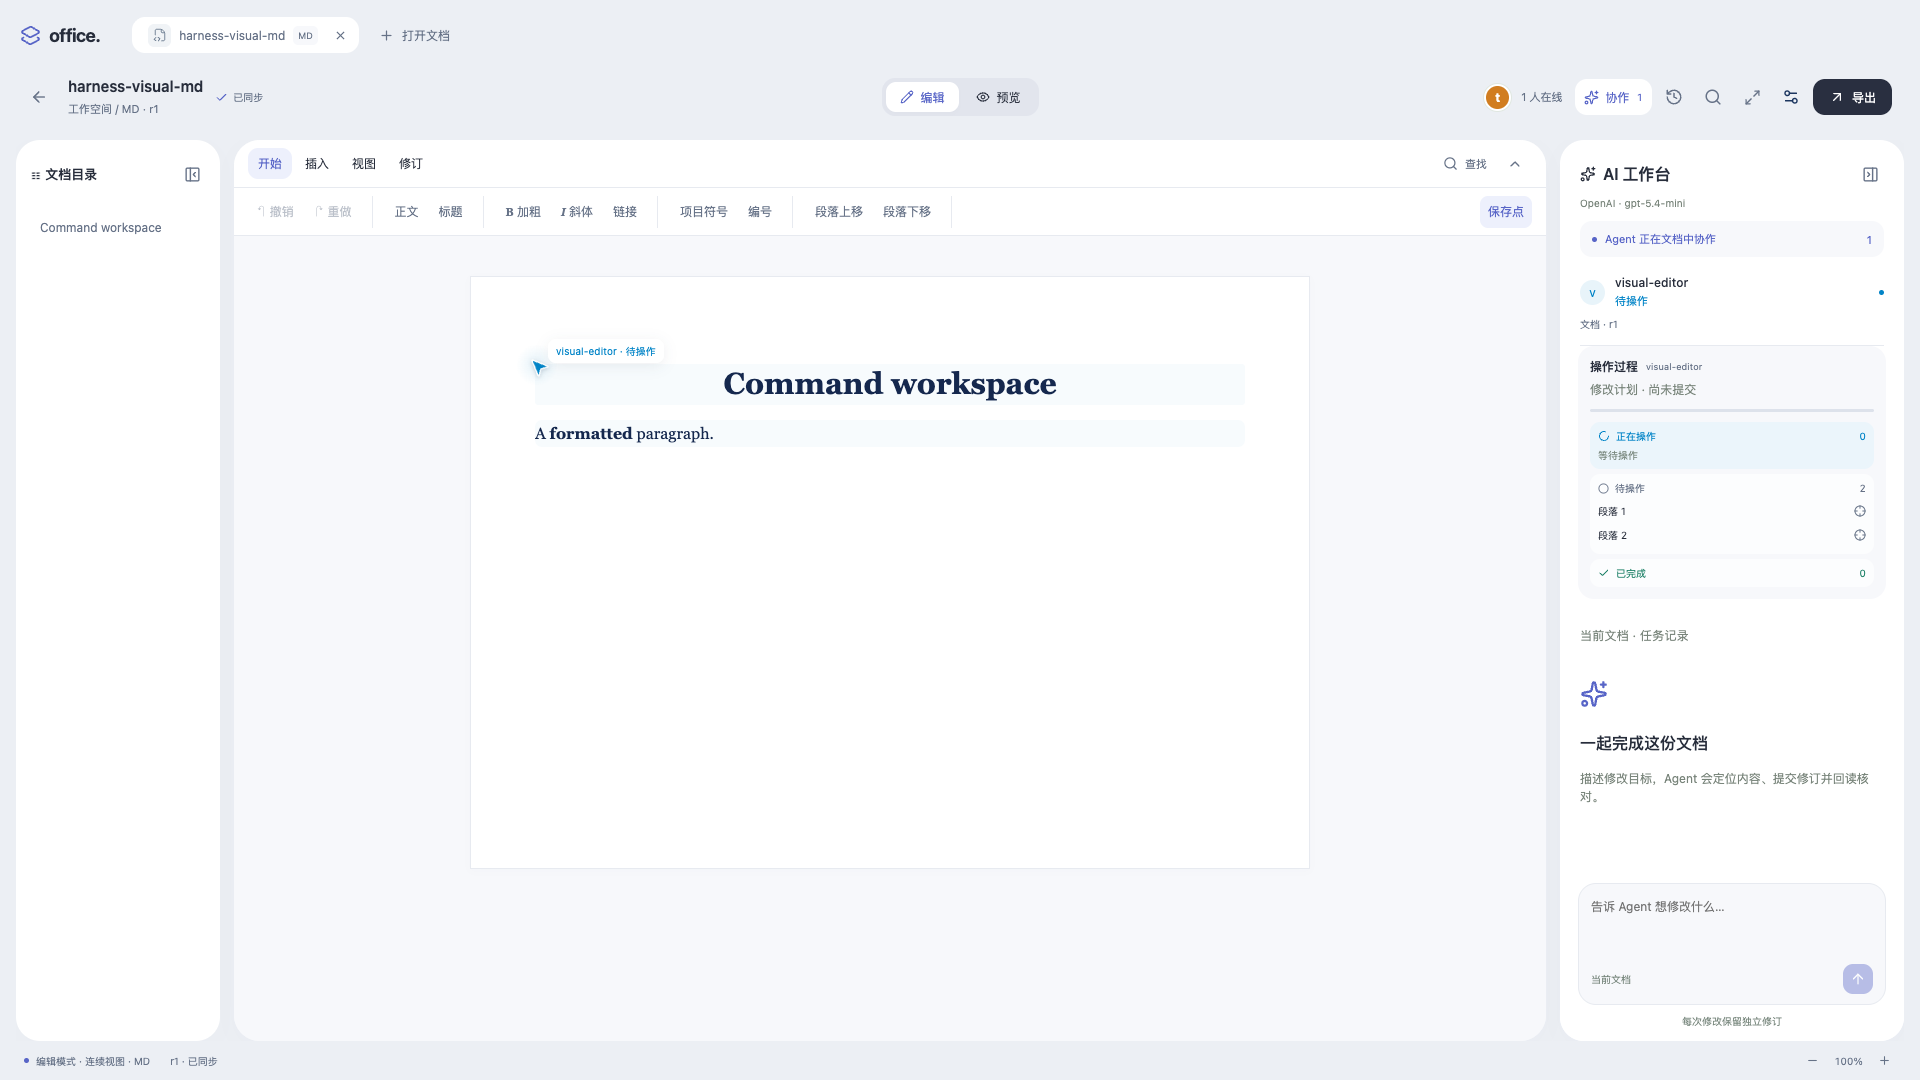 office.
harness-visual-md MD
打开文档
harness-visual-md
工作空间 / MD · r1
已同步
编辑
预览
t
1 人在线
协作 1
导出
文档目录
Command workspace
开始 插入 视图 修订
查找
撤销 重做 正文 标题 B 加粗 I 斜体 链接 项目符号 编号 段落上移 段落下移
保存点
visual-editor · 待操作
Command workspace
A formatted paragraph.
AI 工作台
OpenAI · gpt-5.4-mini
Agent 正在文档中协作 1
v
visual-editor
待操作
文档 · r1
操作过程 visual-editor
修改计划 · 尚未提交
正在操作 0
等待操作
待操作 2
段落 1
段落 2
已完成 0
当前文档 · 任务记录
一起完成这份文档
描述修改目标，Agent 会定位内容、提交修订并回读核
对。
告诉 Agent 想修改什么...
当前文档
每次修改保留独立修订
编辑模式 · 连续视图 · MD r1 · 已同步
100%